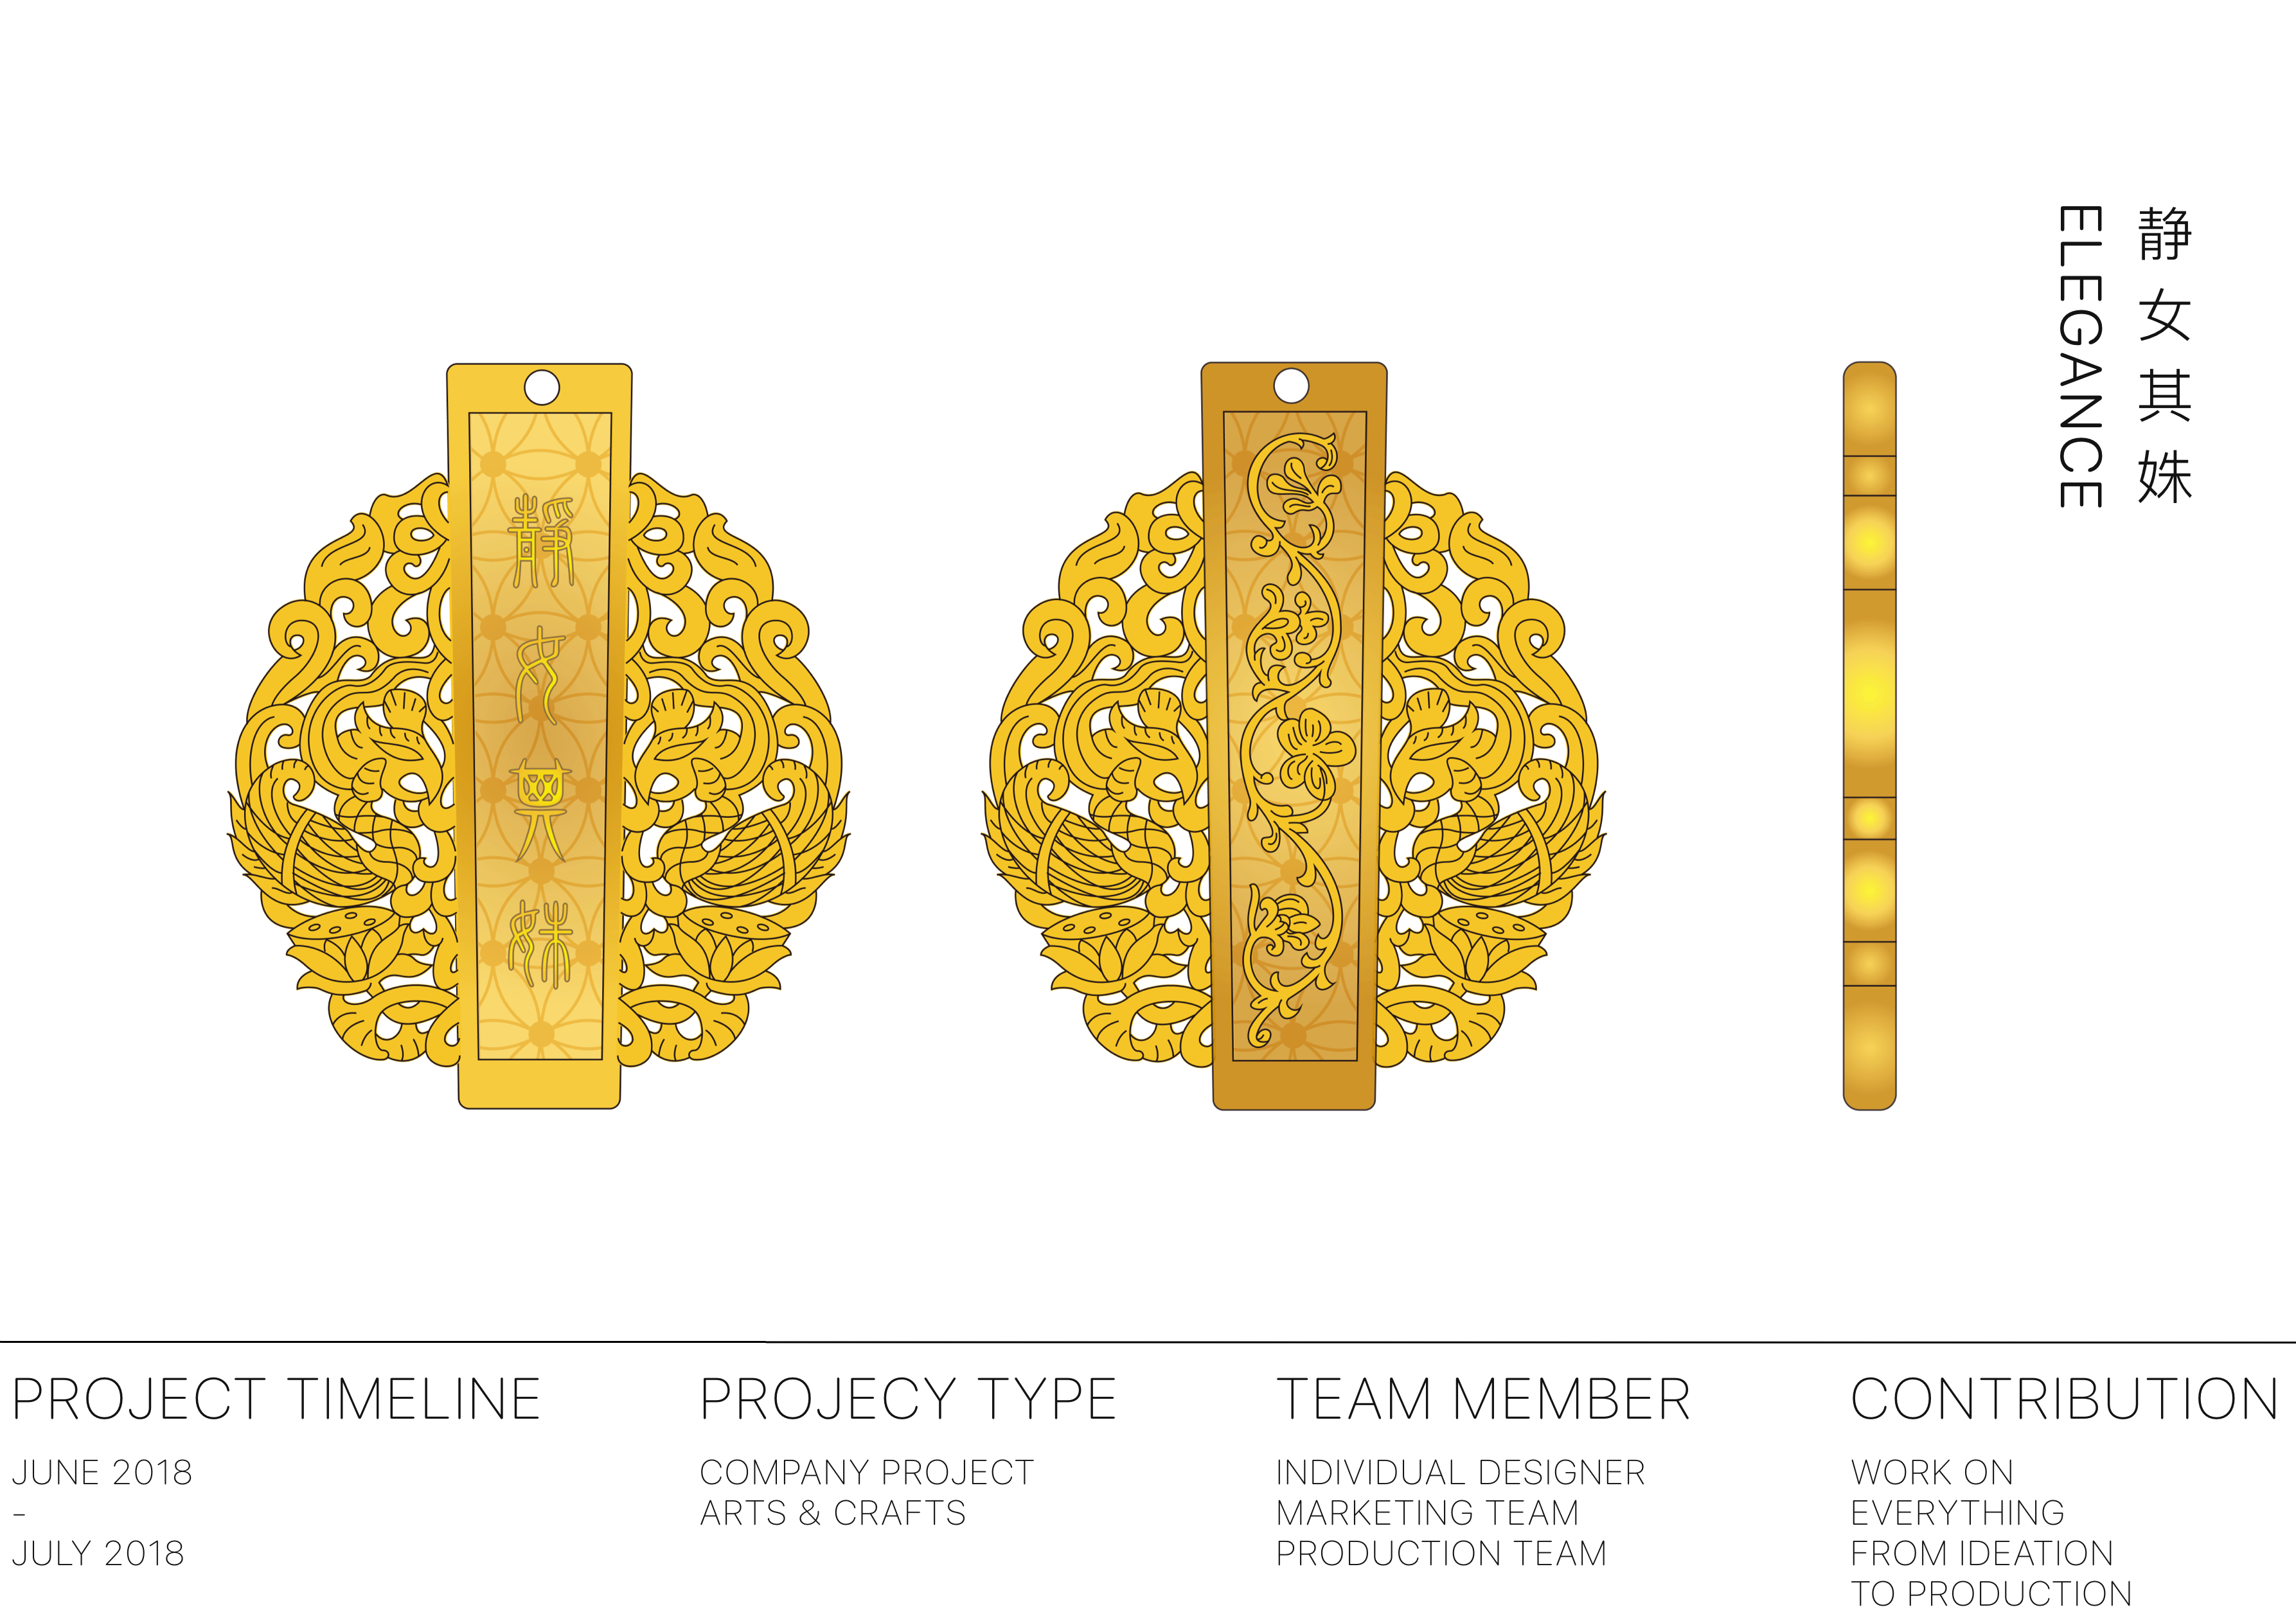 静女其姝
ELEGANCE
靜
女
其
姝
PROJECT TIMELINE
JUNE 2018
-
JULY 2018
PROJECY TYPE
COMPANY PROJECT
ARTS & CRAFTS
TEAM MEMBER
INDIVIDUAL DESIGNER
MARKETING TEAM
PRODUCTION TEAM
CONTRIBUTION
WORK ON
EVERYTHING
FROM IDEATION
TO PRODUCTION